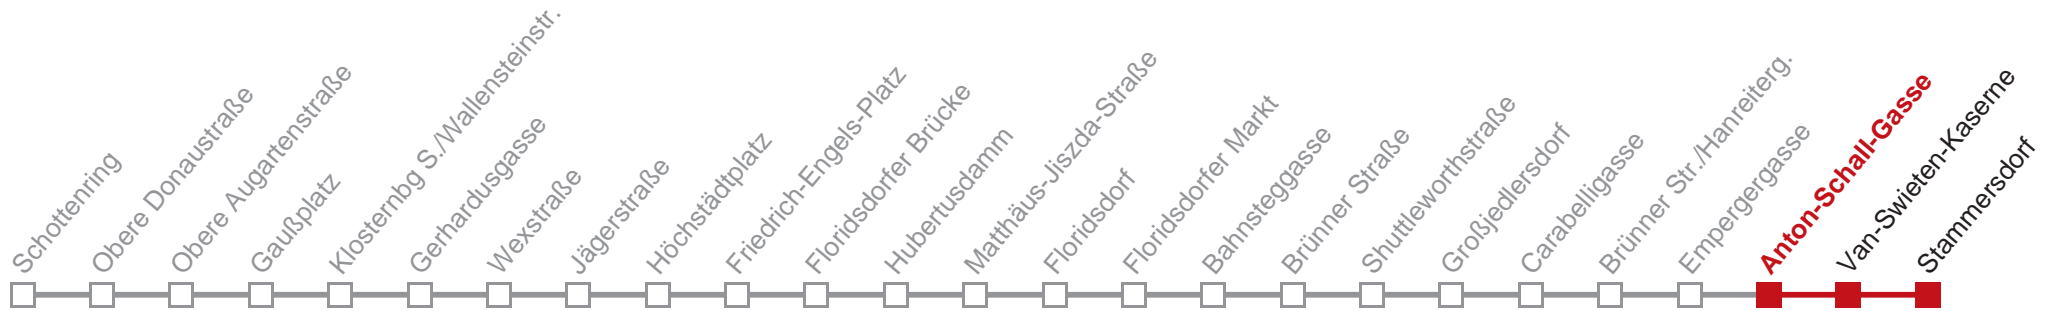 Schottenring
Obere Donaustraße
Obere Augartenstraße
Gaußplatz
Klosternbg S./Wallensteinstr.
Gerhardusgasse
Wexstraße
Jägerstraße
Höchstädtplatz
Friedrich-Engels-Platz
Floridsdorfer Brücke
Hubertusdamm
Matthäus-Jiszda-Straße
Floridsdorf
Floridsdorfer Markt
Bahnsteggasse
Brünner Straße
Shuttleworthstraße
Großjedlersdorf
Carabelligasse
Brünner Str./Hanreiterg.
Empergergasse
Anton-Schall-Gasse
Van-Swieten-Kaserne
Stammersdorf